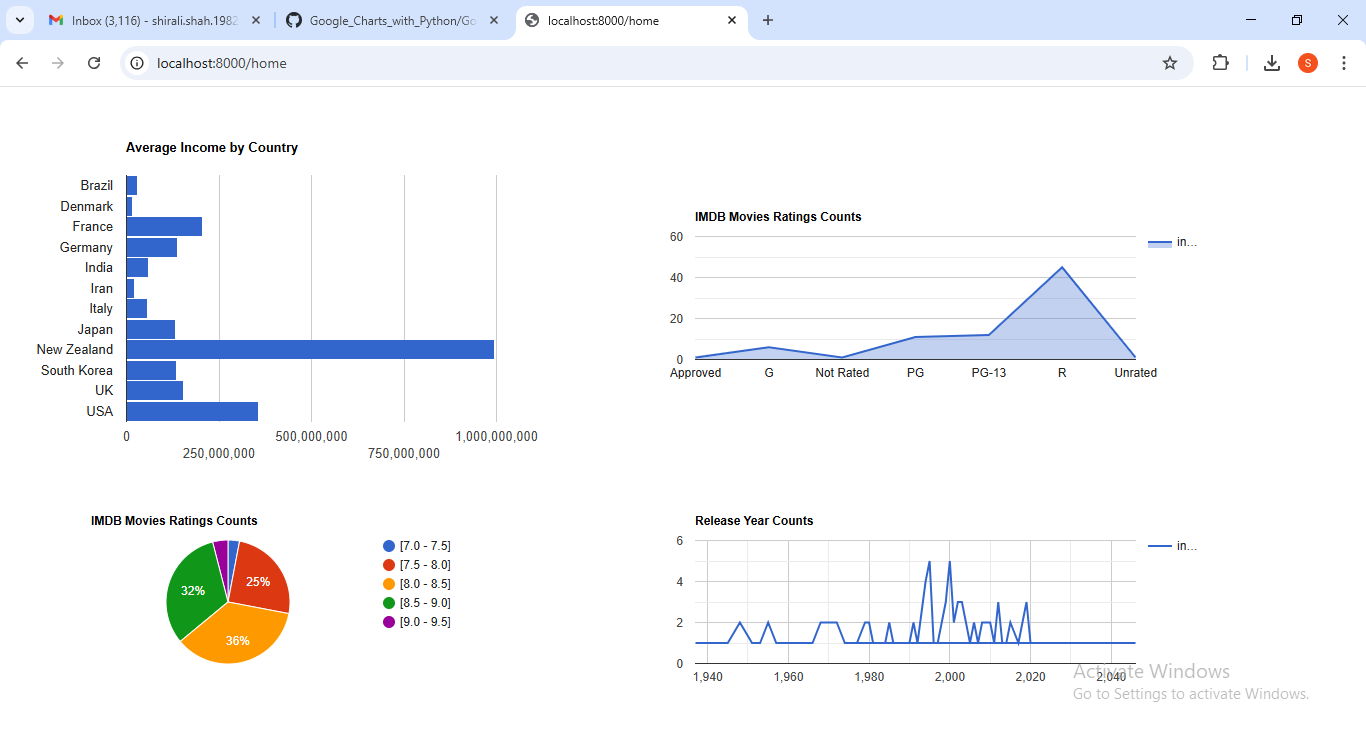 Inbox (3,116) - shirali.shah.1982
Google_Charts_with_Python/Go
localhost:8000/home
localhost:8000/home
S
Average Income by Country
Brazil
Denmark
France
Germany
India
Iran
Italy
Japan
New Zealand
South Korea
UK
USA
0 500,000,000 1,000,000,000
250,000,000 750,000,000
IMDB Movies Ratings Counts
60
40
20
0
in...
Approved G Not Rated PG PG-13 R Unrated
IMDB Movies Ratings Counts
25%
32%
36%
[7.0 - 7.5]
[7.5 - 8.0]
[8.0 - 8.5]
[8.5 - 9.0]
[9.0 - 9.5]
Release Year Counts
6
4
2
0
in...
1,940 1,960 1,980 2,000 2,020 2,040
Activate Windows
Go to Settings to activate Windows.